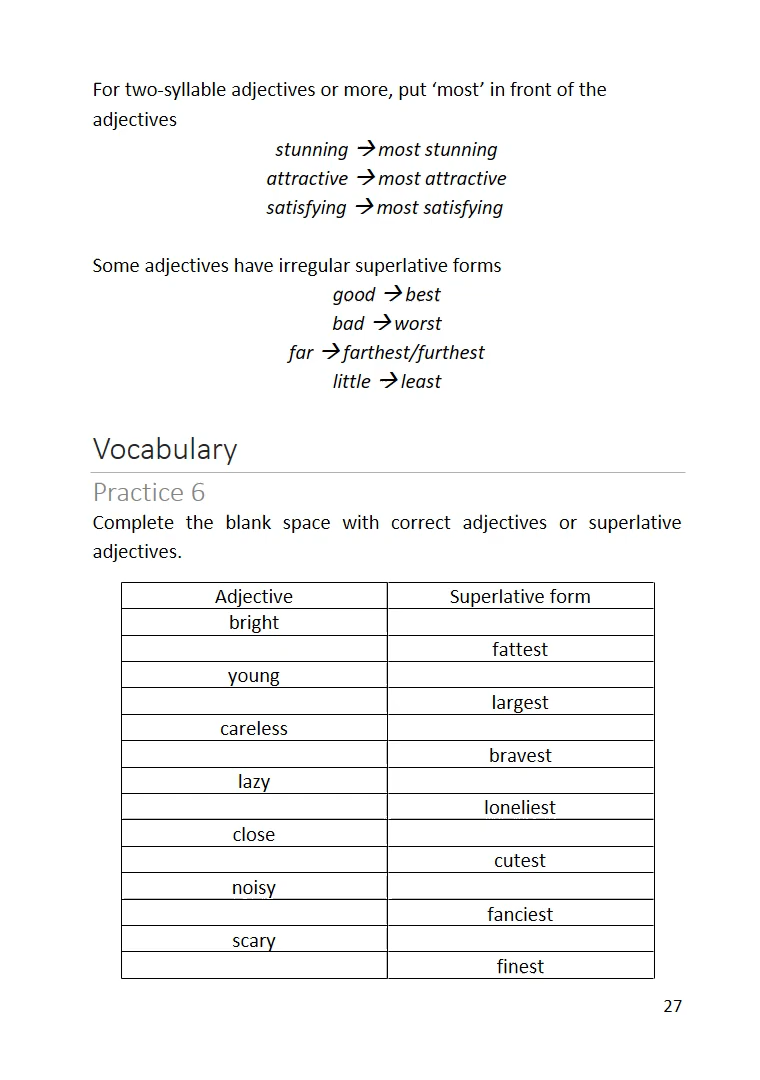 For two-syllable adjectives or more, put ‘most’ in front of the
adjectives
stunning → most stunning
attractive → most attractive
satisfying → most satisfying
Some adjectives have irregular superlative forms
good → best
bad → worst
far → farthest/furthest
little → least
Vocabulary
Practice 6
Complete the blank space with correct adjectives or superlative
adjectives.
Adjective Superlative form
bright
fattest
young
largest
careless
bravest
lazy
loneliest
close
cutest
noisy
fanciest
scary
finest
27